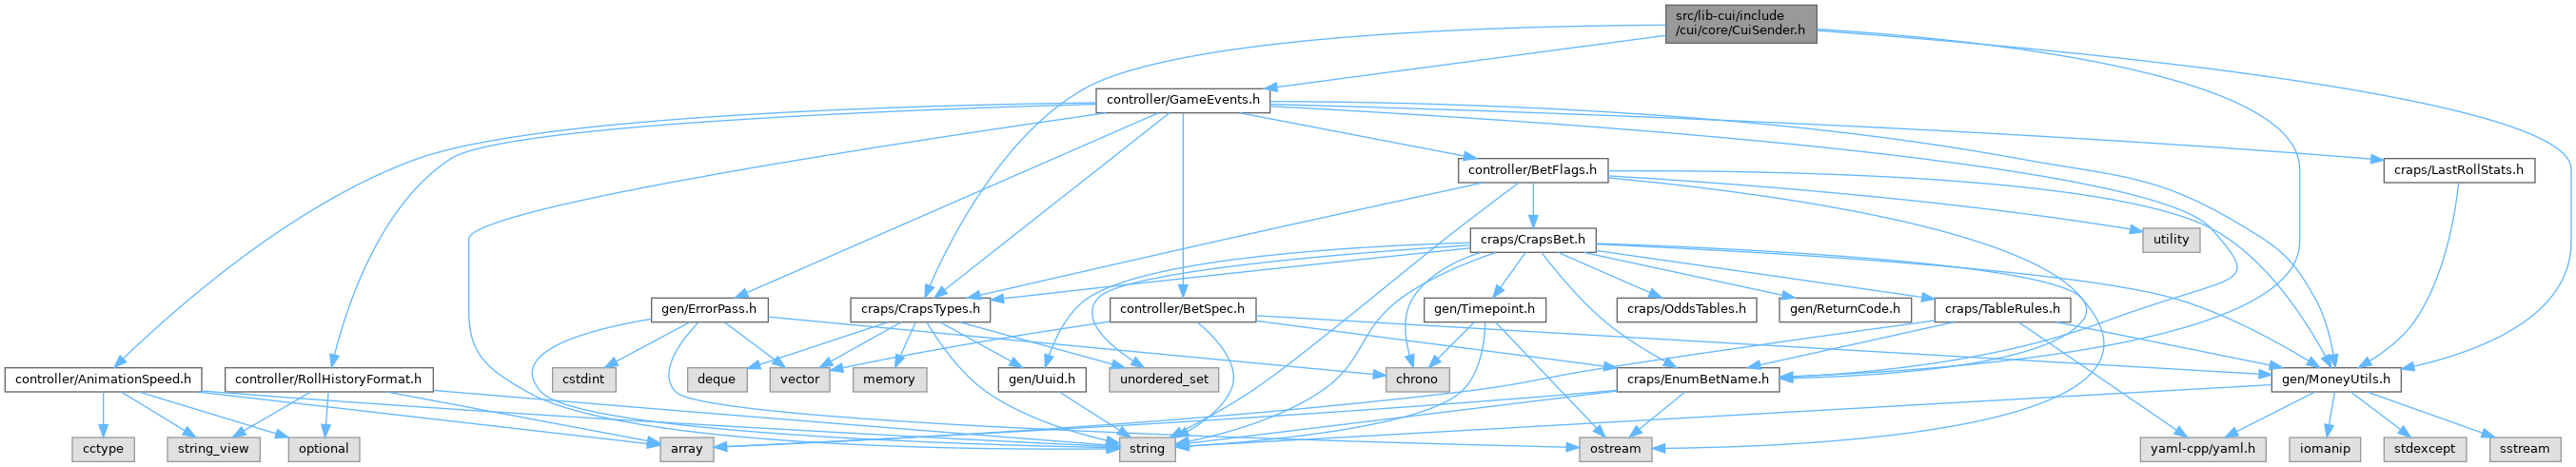 src/lib-cui/include
/cui/core/CuiSender.h
controller/GameEvents.h
controller/BetFlags.h
craps/LastRollStats.h
craps/CrapsBet.h
utility
gen/ErrorPass.h
craps/CrapsTypes.h
controller/BetSpec.h
gen/Timepoint.h
craps/OddsTables.h
gen/ReturnCode.h
craps/TableRules.h
controller/AnimationSpeed.h
controller/RollHistoryFormat.h
cstdint
deque
vector
memory
gen/Uuid.h
unordered_set
chrono
craps/EnumBetName.h
gen/MoneyUtils.h
cctype
string_view
optional
array
string
ostream
yaml-cpp/yaml.h
iomanip
stdexcept
sstream